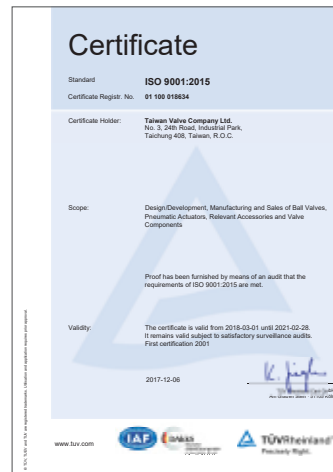 Certificate
Standard ISO 9001:2015
Certificate Registr. No. 01 100 018634
Certificate Holder: Taiwan Valve Company Ltd.
No. 3, 24th Road, Industrial Park,
Taichung 408, Taiwan, R.O.C.
Scope: Design/Development, Manufacturing and Sales of Ball Valves,
Pneumatic Actuators, Relevant Accessories and Valve
Components
Proof has been furnished by means of an audit that the
requirements of ISO 9001:2015 are met.
Validity: The certificate is valid from 2018-03-01 until 2021-02-28.
It remains valid subject to satisfactory surveillance audits.
First certification 2001
2017-12-06
www.tuv.com
IAF
DAkkS
TÜVRheinland®
Precisely Right.